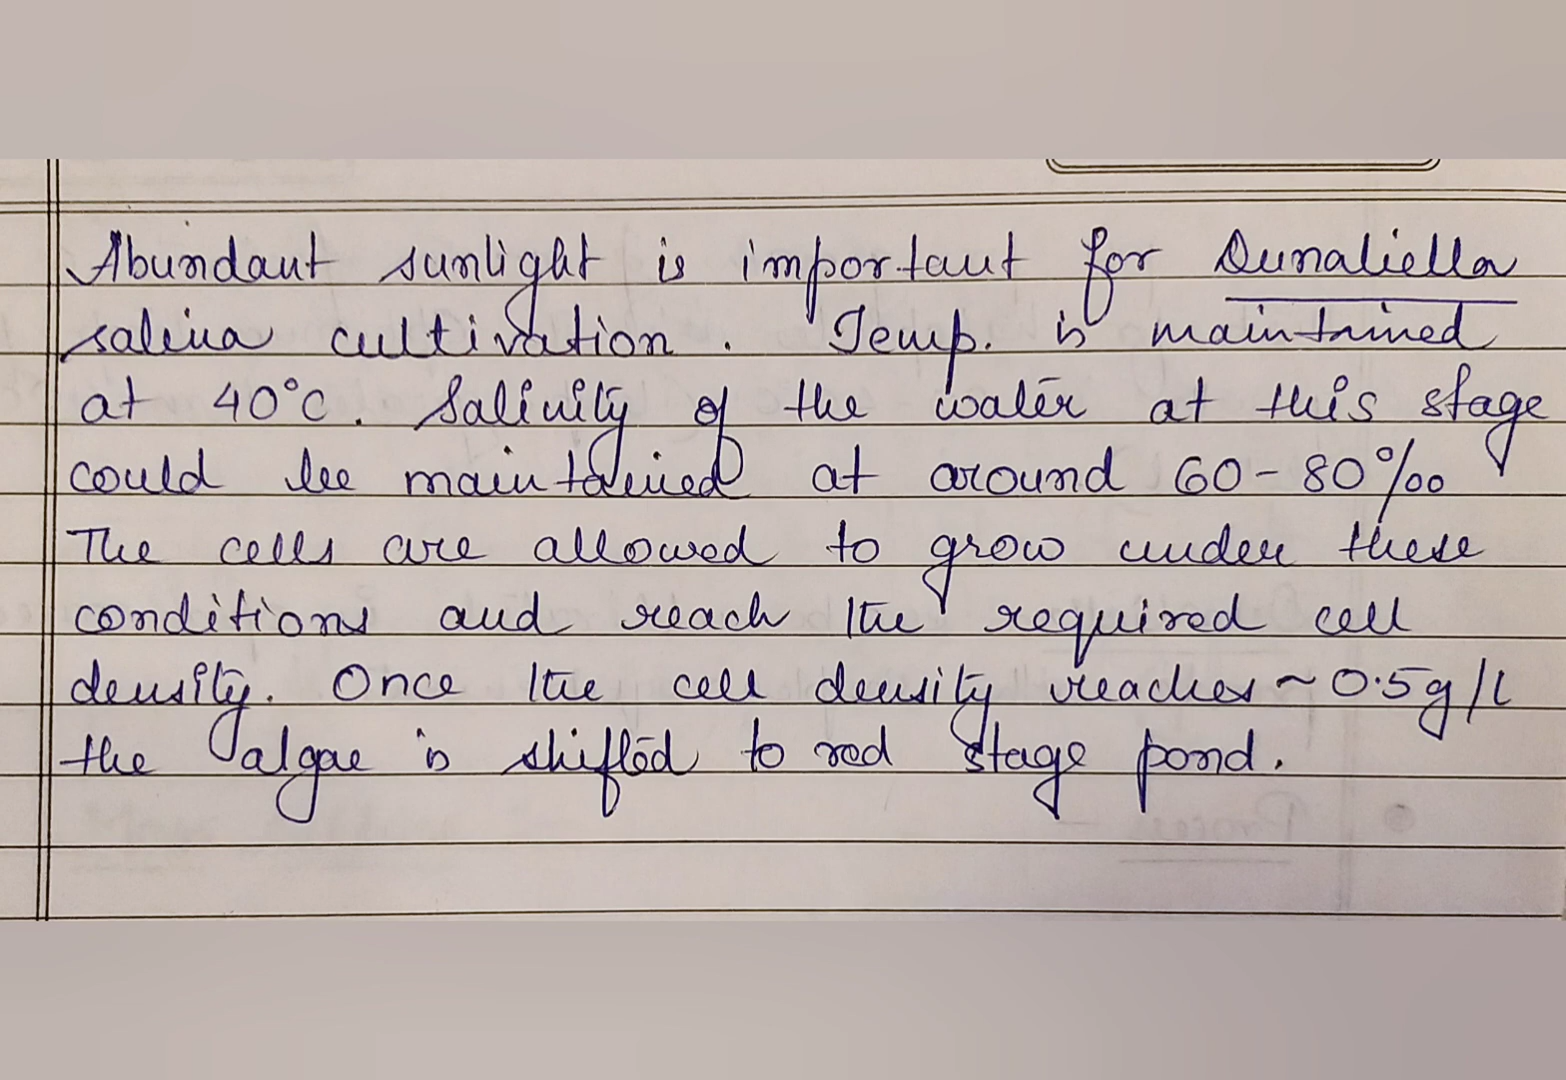 Abundant sunlight is important for Dunaliella
salina cultivation. Temp. is maintained
at 40°c. Salinity of the water at this stage
could be maintained at around 60-80‰
The cells are allowed to grow under these
conditions and reach the required cell
density. Once the cell density reaches ~ 0.5g/l
the algae is shifted to red stage pond.